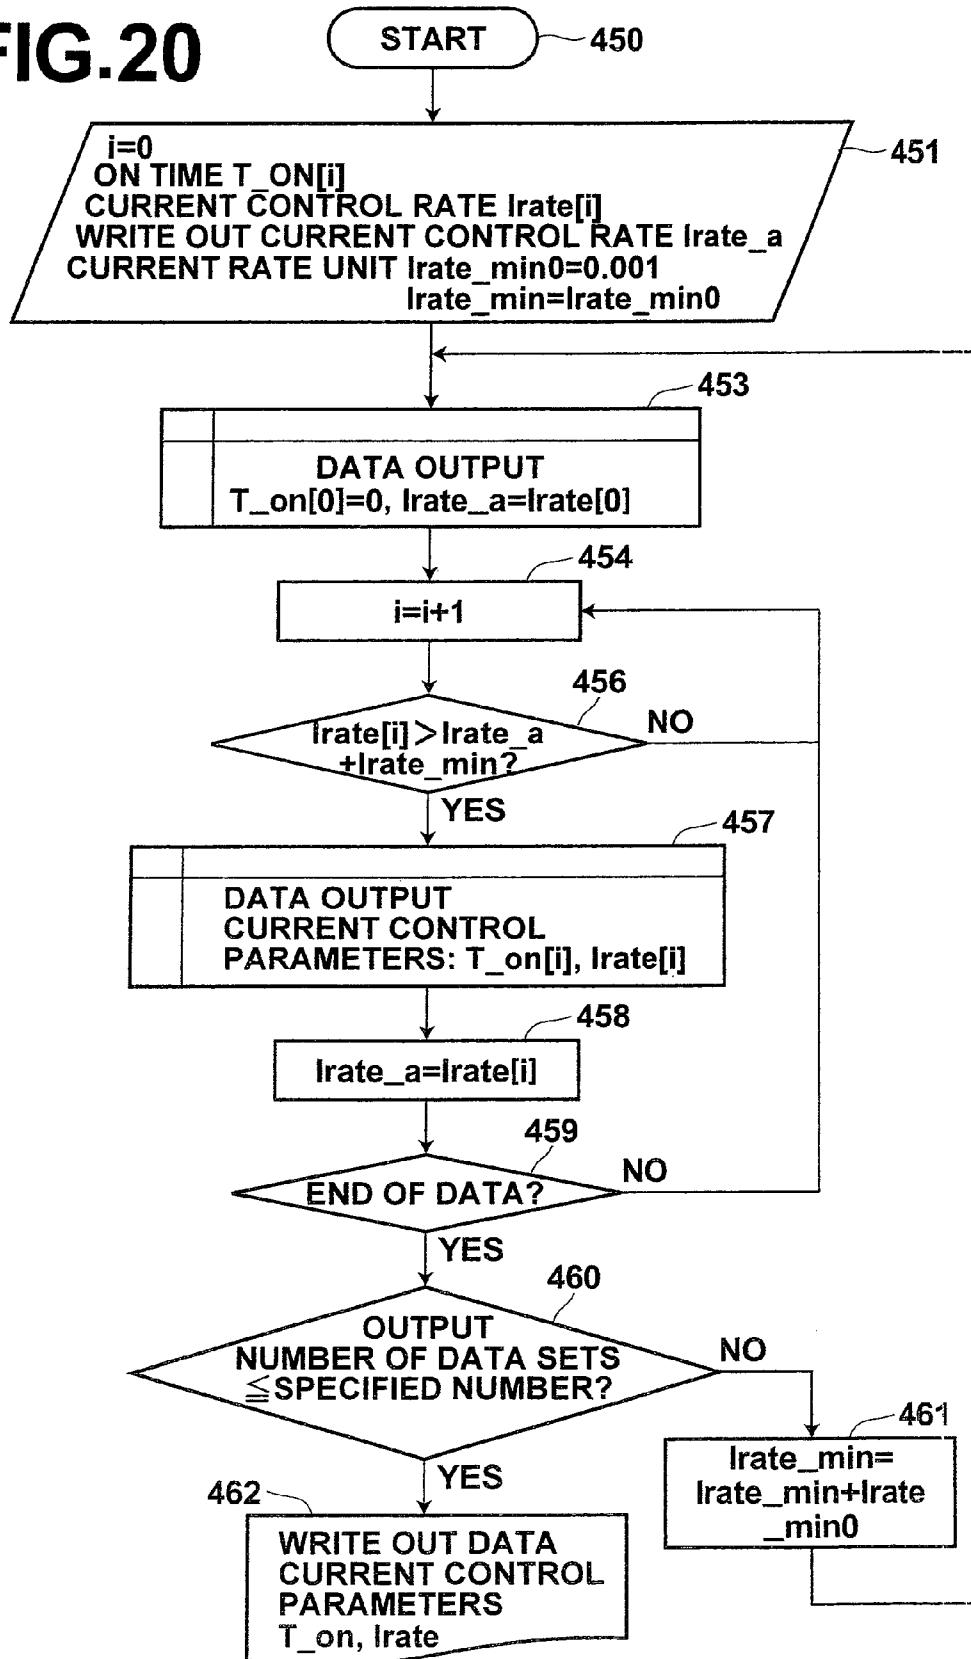 FIG.20
START
450
i=0
ON TIME T_ON[i]
CURRENT CONTROL RATE Irate[i]
WRITE OUT CURRENT CONTROL RATE Irate_a
CURRENT RATE UNIT Irate_min0=0.001
Irate_min=Irate_min0
451
453
DATA OUTPUT
T_on[0]=0, Irate_a=Irate[0]
454
i=i+1
456
Irate[i]>Irate_a
+Irate_min?
NO
YES
457
DATA OUTPUT
CURRENT CONTROL
PARAMETERS: T_on[i], Irate[i]
458
Irate_a=Irate[i]
459
END OF DATA?
NO
YES
460
OUTPUT
NUMBER OF DATA SETS
≦SPECIFIED NUMBER?
NO
YES
461
Irate_min=
Irate_min+Irate
_min0
462
WRITE OUT DATA
CURRENT CONTROL
PARAMETERS
T_on, Irate